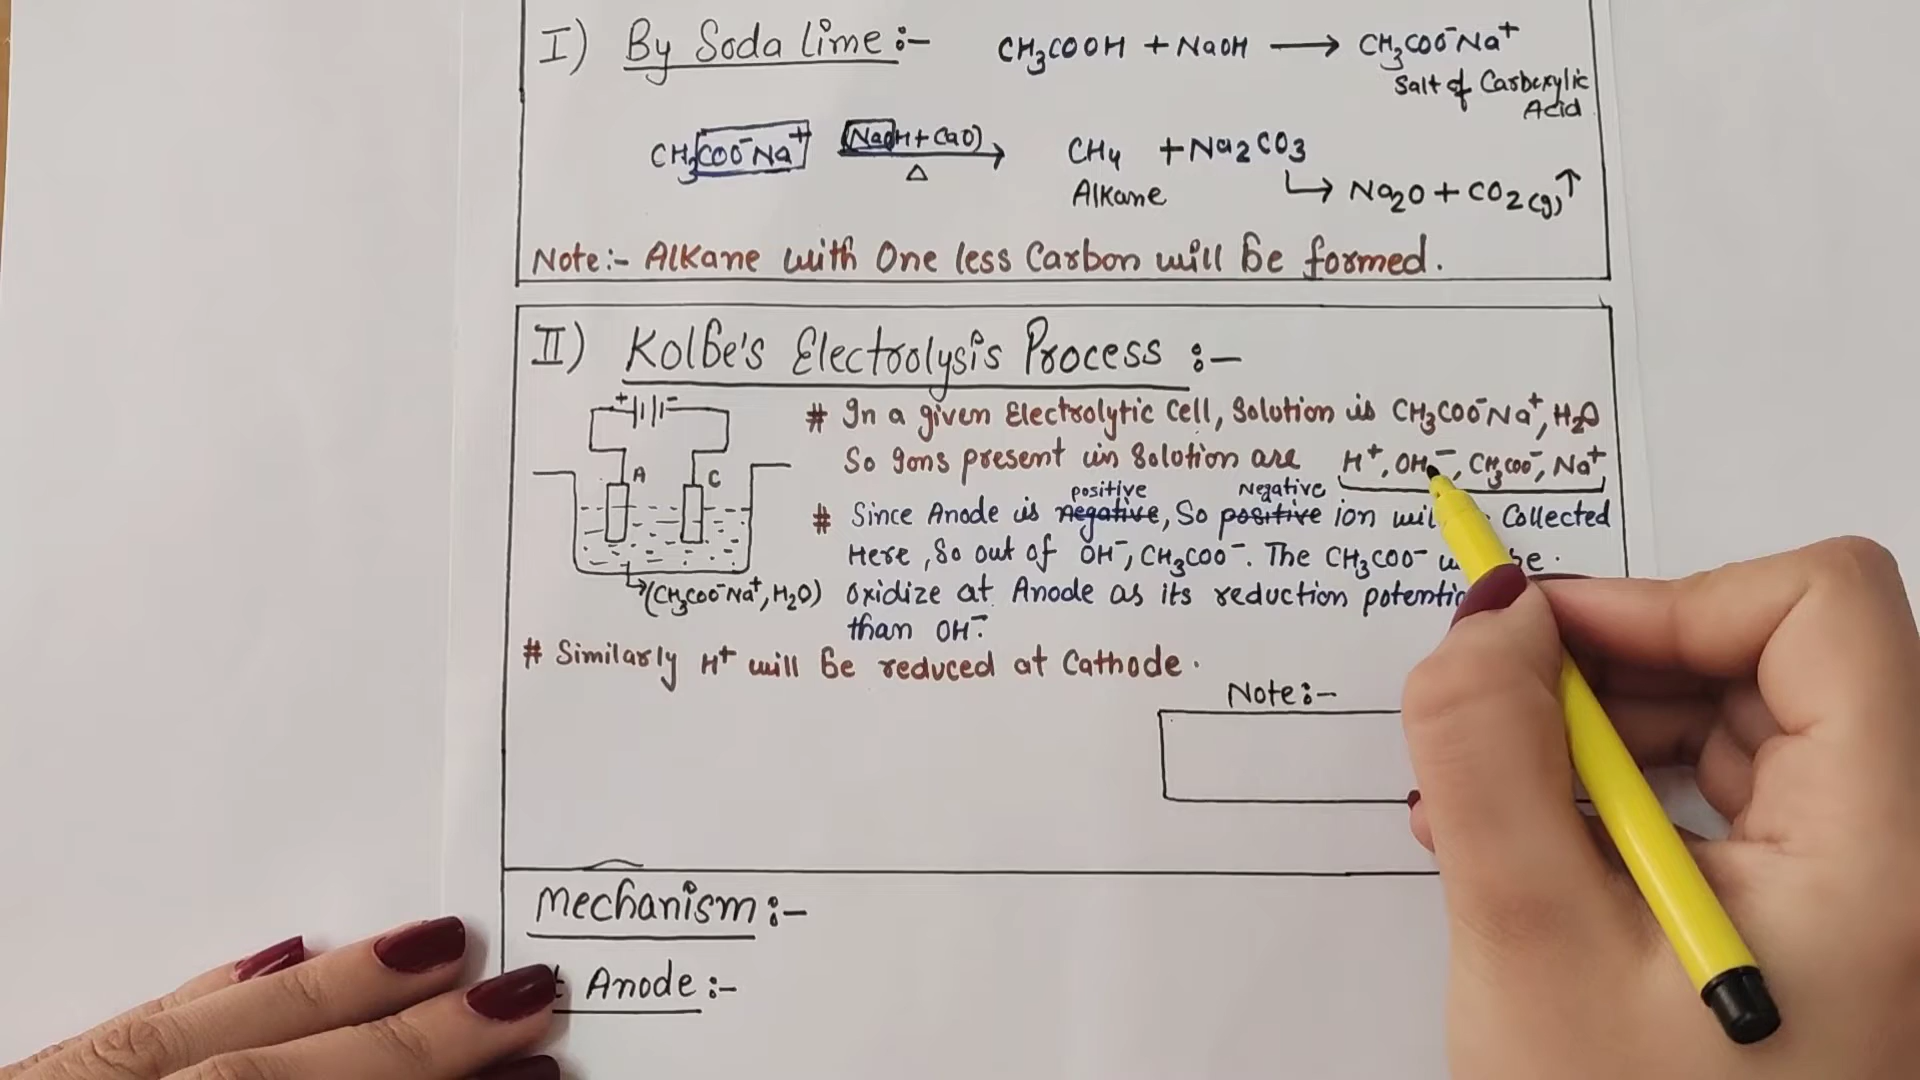 I) By Soda lime :- CH3COOH + NaOH ⟶ CH3COO⁻Na⁺
Salt of Carboxylic
Acid
CH3COO⁻Na⁺ (NaOH + CaO) ⟶ CH4 + Na2CO3
△ Alkane ↳ Na2O + CO2(g)↑
Note:- Alkane with One less Carbon will be formed.
II) Kolbe's Electrolysis Process :-
+ -
A C
(CH3COO⁻Na⁺, H2O)
# In a given Electrolytic Cell, Solution is CH3COO⁻Na⁺, H2O
So Ions present in Solution are H⁺, OH⁻, CH3COO⁻, Na⁺
positive Negative
# Since Anode is negative, So positive ion Collected
Here, So out of OH⁻, CH3COO⁻. The CH3COO⁻
oxidize at Anode as its reduction
than OH⁻.
# Similarly H⁺ will be reduced at Cathode.
Note:-
Mechanism :-
Anode :-